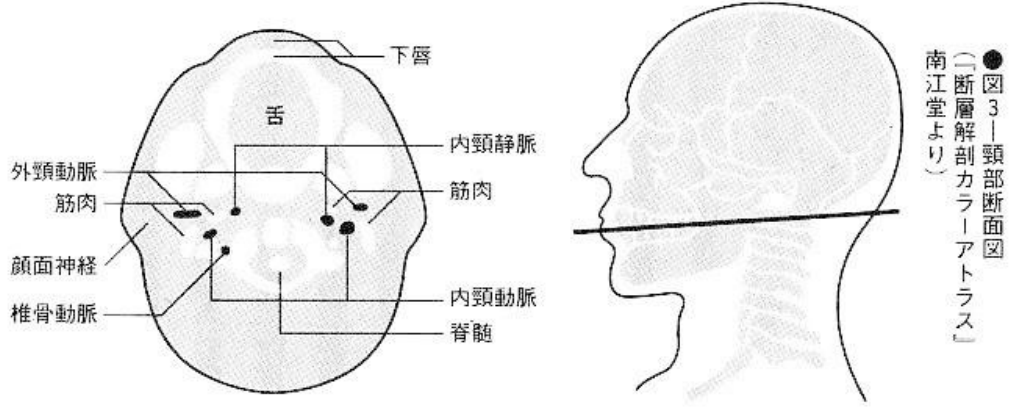 下唇
舌
内頸静脈
外頸動脈
筋肉
筋肉
顔面神経
内頸動脈
椎骨動脈
脊髄
●図3―頸部断面図
(『断層解剖カラーアトラス』
南江堂より)